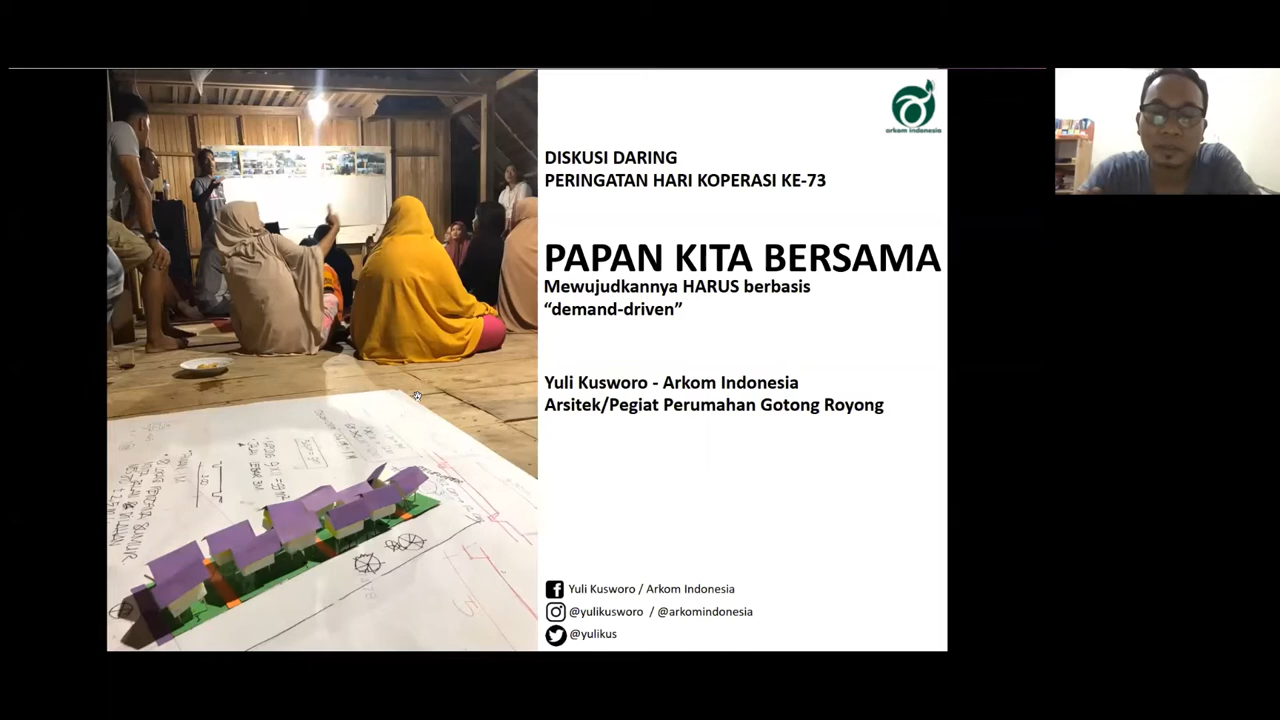 arkom indonesia
DISKUSI DARING
PERINGATAN HARI KOPERASI KE-73
PAPAN KITA BERSAMA
Mewujudkannya HARUS berbasis
“demand-driven”
Yuli Kusworo - Arkom Indonesia
Arsitek/Pegiat Perumahan Gotong Royong
Yuli Kusworo / Arkom Indonesia
@yulikusworo / @arkomindonesia
@yulikus